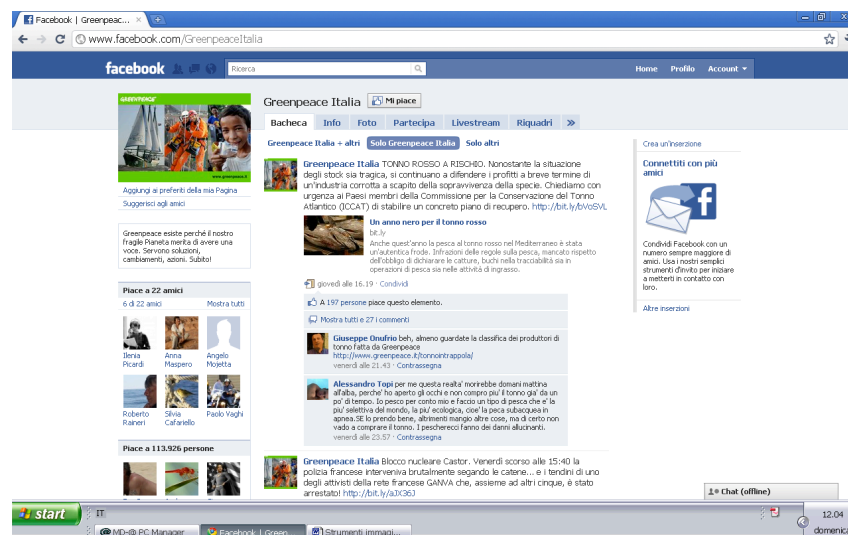 Facebook | Greenpeac...
www.facebook.com/GreenpeaceItalia
facebook
Ricerca
Home Profilo Account
GREENPEACE
www.greenpeace.it
Aggiungi ai preferiti della mia Pagina
Suggerisci agli amici
Greenpeace esiste perché il nostro
fragile Pianeta merita di avere una
voce. Servono soluzioni,
cambiamenti, azioni. Subito!
Piace a 22 amici
6 di 22 amici Mostra tutti
Ilenia
Picardi
Anna
Maspero
Angelo
Mojetta
Roberto
Raineri
Silvia
Cafariello
Paolo Vaghi
Piace a 113.926 persone
Greenpeace Italia Mi piace
Bacheca Info Foto Partecipa Livestream Riquadri »
Greenpeace Italia + altri Solo Greenpeace Italia Solo altri
Greenpeace Italia TONNO ROSSO A RISCHIO. Nonostante la situazione
degli stock sia tragica, si continuano a difendere i profitti a breve termine di
un'industria corrotta a scapito della sopravvivenza della specie. Chiediamo con
urgenza ai Paesi membri della Commissione per la Conservazione del Tonno
Atlantico (ICCAT) di stabilire un concreto piano di recupero. http://bit.ly/bVoSVL
Un anno nero per il tonno rosso
bit.ly
Anche quest'anno la pesca al tonno rosso nel Mediterraneo è stata
un'autentica frode. Infrazioni delle regole sulla pesca, mancato rispetto
dell'obbligo di dichiarare le catture, buchi nella tracciabilità sia in
operazioni di pesca sia nelle attività di ingrasso.
giovedì alle 16.19 · Condividi
A 197 persone piace questo elemento.
Mostra tutti e 27 i commenti
Giuseppe Onufrio beh, almeno guardate la classifica dei produttori di
tonno fatta da Greenpeace
http://www.greenpeace.it/tonnointrappola/
venerdì alle 21.43 · Contrassegna
Alessandro Topi per me questa realta' morirebbe domani mattina
all'alba, perche' ho aperto gli occhi e non compro piu' il tonno gia' da un
po' di tempo. Io pesco per conto mio e faccio un tipo di pesca che e' la
piu' selettiva del mondo, la piu' ecologica, cioe' la peca subacquea in
apnea.SE lo prendo bene, altrimenti mangio altre cose, ma di certo non
vado a comprare il tonno. I pescherecci fanno dei danni allucinanti.
venerdì alle 23.57 · Contrassegna
Greenpeace Italia Blocco nucleare Castor. Venerdì scorso alle 15:40 la
polizia francese interveniva brutalmente segando le catene... e i tendini di uno
degli attivisti della rete francese GANVA che, assieme ad altri cinque, è stato
arrestato! http://bit.ly/aJX36J
Crea un'inserzione
Connettiti con più
amici
Condividi Facebook con un
numero sempre maggiore di
amici. Usa i nostri semplici
strumenti d'invito per iniziare
a metterti in contatto con
loro.
Altre inserzioni
Chat (offline)
start
IT
12.04
MD-@ PC Manager
Facebook | Green...
Strumenti immagi...
domenica